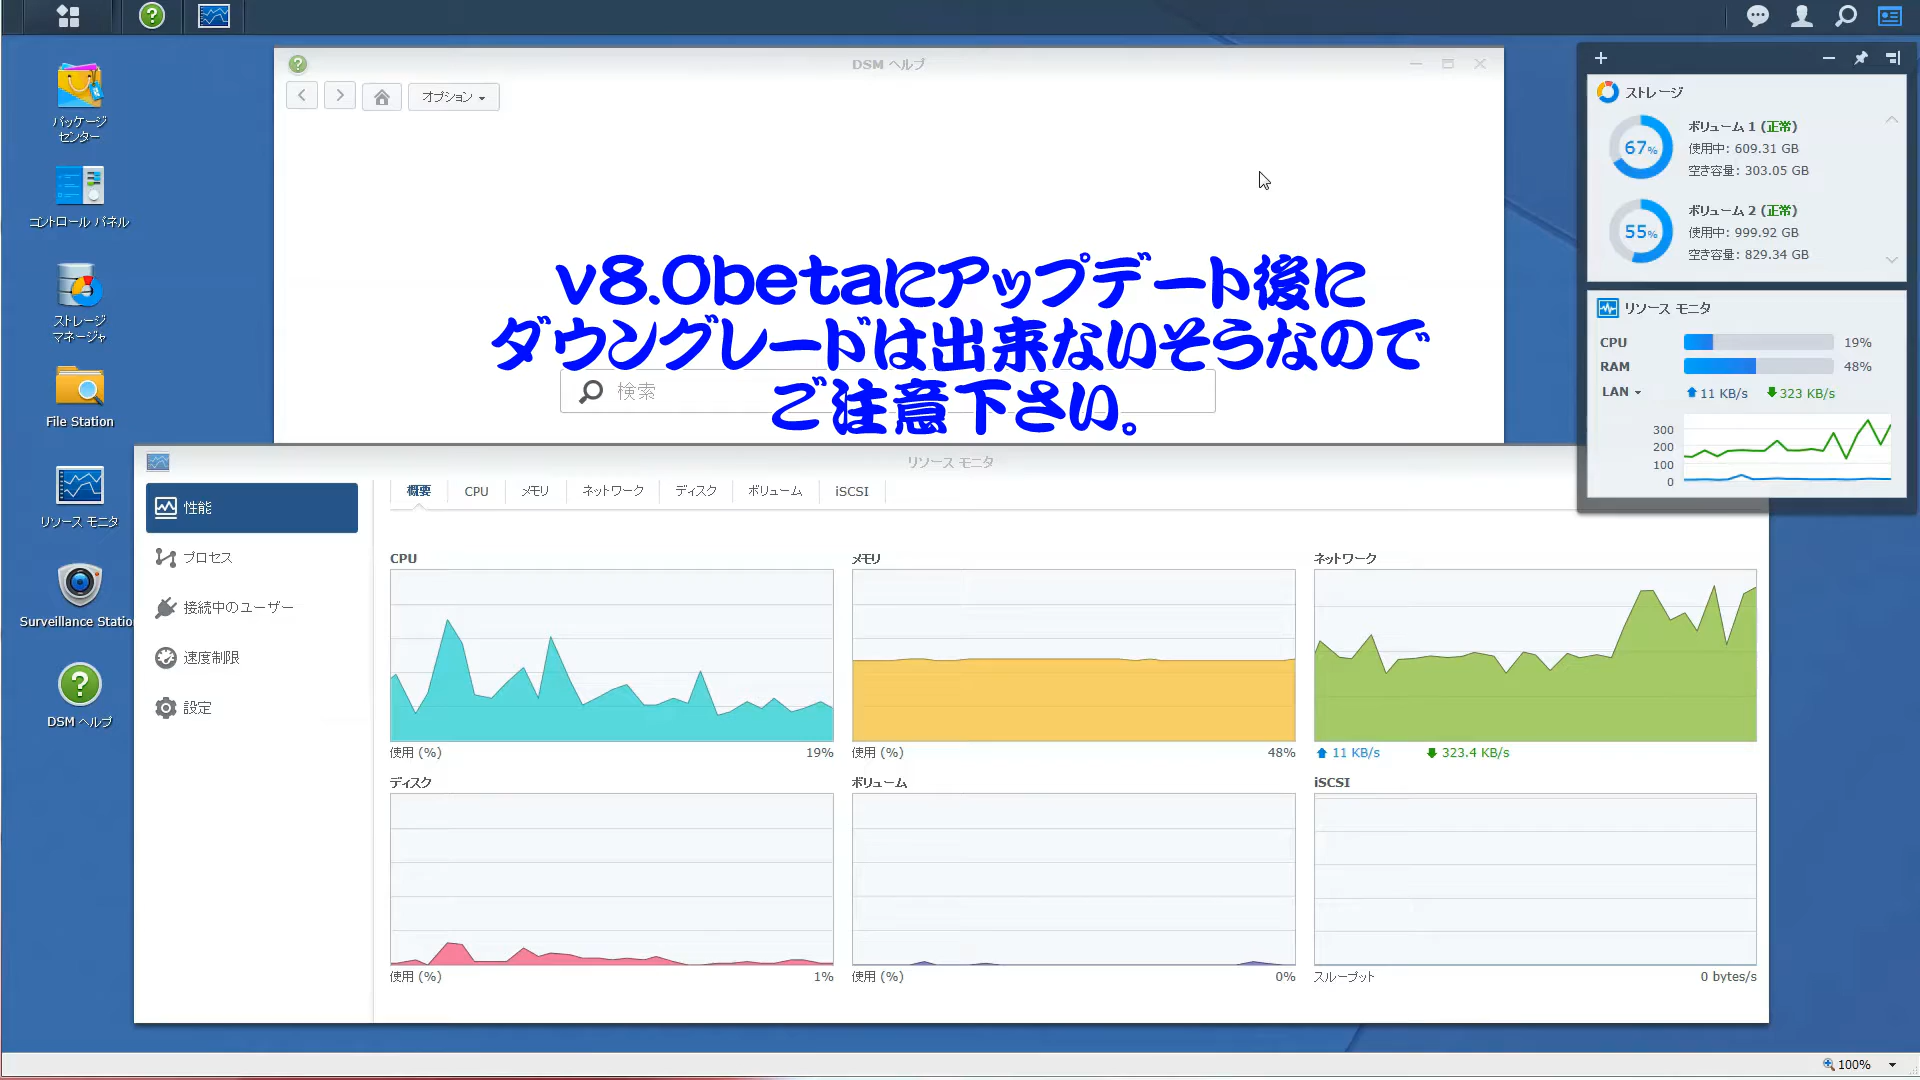 DSM ヘルプ
オプション
v8.0betaにアップデート後に
ダウングレードは出来ないそうなので
ご注意下さい。
検索
パッケージ
センター
コントロール パネル
ストレージ
マネージャ
File Station
リソース モニタ
Surveillance Statio
DSM ヘルプ
ストレージ
67%
ボリューム 1 (正常)
使用中: 609.31 GB
空き容量: 303.05 GB
55%
ボリューム 2 (正常)
使用中: 999.92 GB
空き容量: 829.34 GB
リソース モニタ
CPU 19%
RAM 48%
LAN 11 KB/s 323 KB/s
300
200
100
0
リソース モニタ
性能
プロセス
接続中のユーザー
速度制限
設定
概要 CPU メモリ ネットワーク ディスク ボリューム iSCSI
CPU
使用 (%) 19%
メモリ
使用 (%) 48%
ネットワーク
11 KB/s 323.4 KB/s
ディスク
使用 (%) 1%
ボリューム
使用 (%) 0%
iSCSI
スループット 0 bytes/s
100%